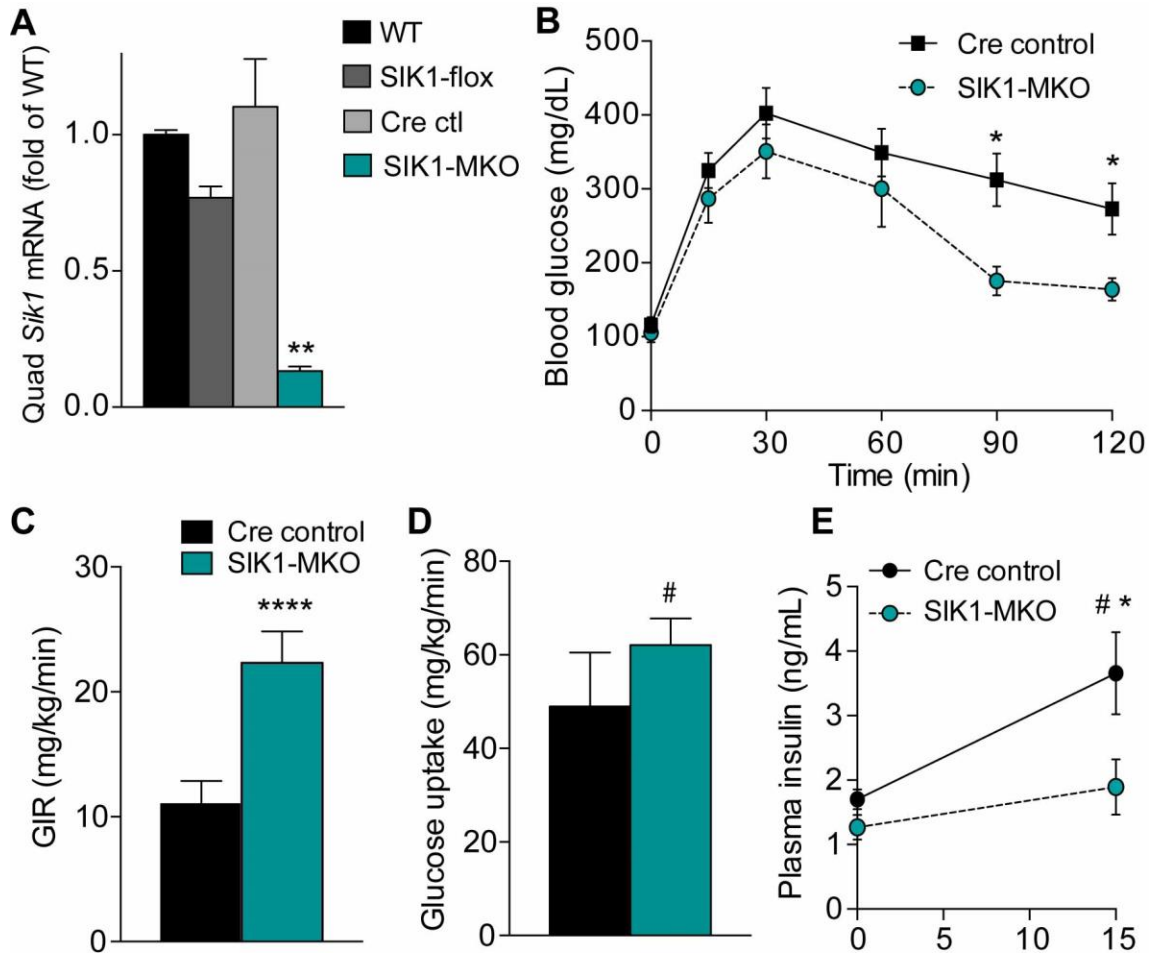 A
WT
SIK1-flox
Cre ctl
SIK1-MKO
Quad Sik1 mRNA (fold of WT)
1.0
0.5
0.0
**
B
Cre control
SIK1-MKO
Blood glucose (mg/dL)
500
400
300
200
100
0
*
*
0 30 60 90 120
Time (min)
C
Cre control
SIK1-MKO
GIR (mg/kg/min)
30
20
10
0
****
D
Glucose uptake (mg/kg/min)
80
60
40
20
0
#
E
Cre control
SIK1-MKO
Plasma insulin (ng/mL)
5
4
3
2
1
0
# *
0 5 10 15